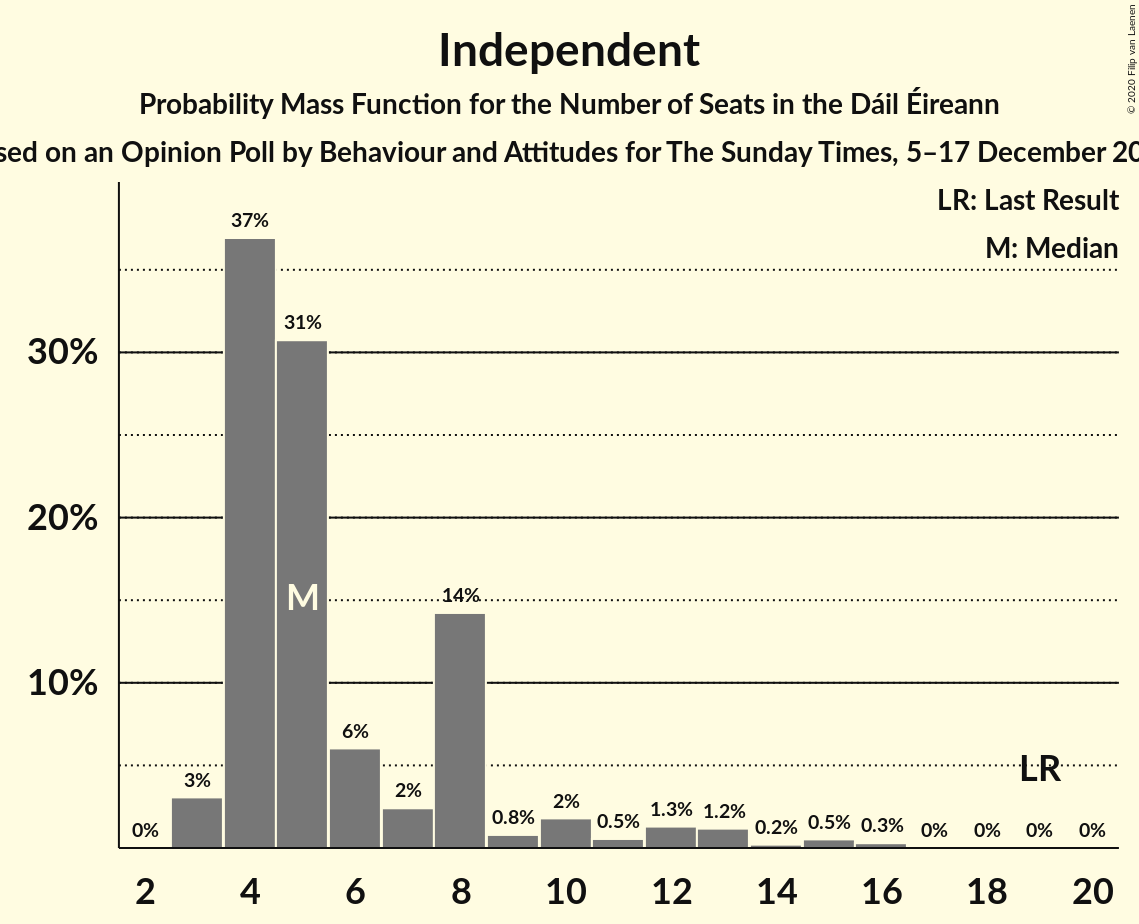 © 2020 Filip van Laenen
Independent
Probability Mass Function for the Number of Seats in the Dáil Éireann
sed on an Opinion Poll by Behaviour and Attitudes for The Sunday Times, 5–17 December 20
LR: Last Result
M: Median
37%
31%
30%
20%
M
14%
10%
6%
LR
3%
2%
0.8%
2%
0.5%
1.3%
1.2%
0.2%
0.5%
0.3%
0%
0%
0%
0%
0%
2 4 6 8 10 12 14 16 18 20